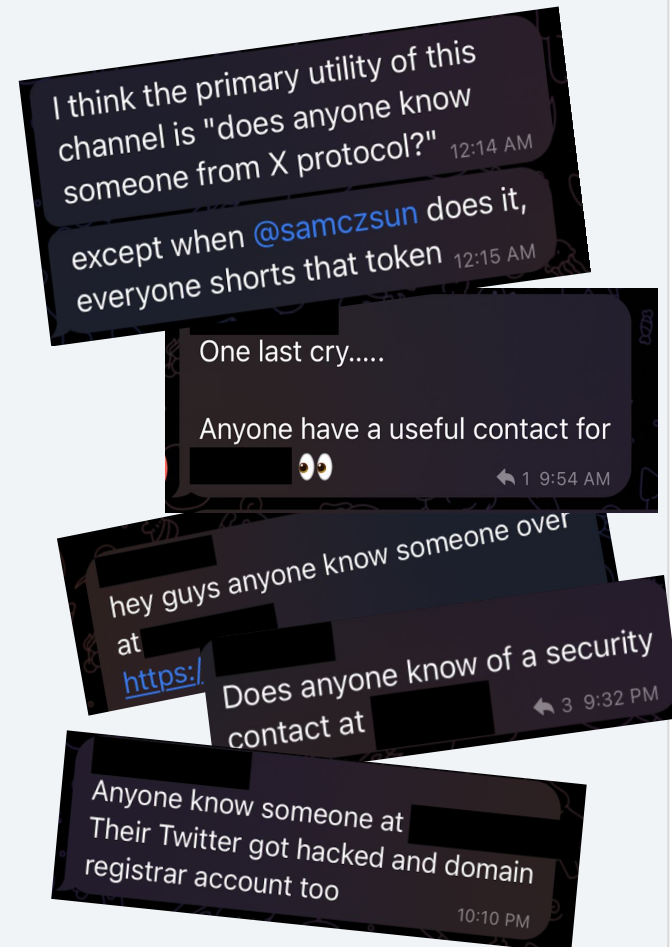 I think the primary utility of this
channel is "does anyone know
someone from X protocol?" 12:14 AM
except when @samczsun does it,
everyone shorts that token 12:15 AM
One last cry.....
Anyone have a useful contact for
👀 1 9:54 AM
hey guys anyone know someone over
at
https:/
Does anyone know of a security
contact at 3 9:32 PM
Anyone know someone at
Their Twitter got hacked and domain
registrar account too
10:10 PM